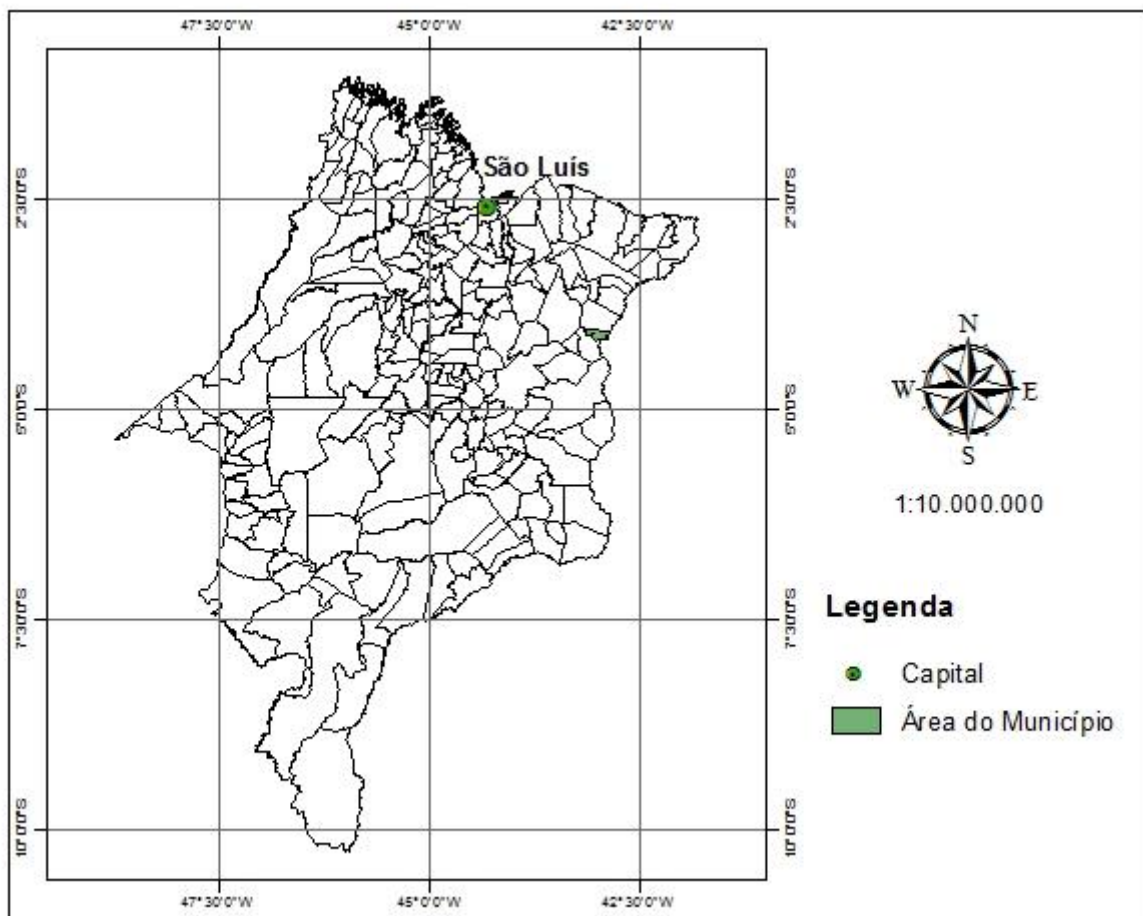 47°30'0"W 45°0'0"W 42°30'0"W
São Luís
2°30'0"S 2°30'0"S
5°0'0"S 5°0'0"S
7°30'0"S 7°30'0"S
10°0'0"S 10°0'0"S
47°30'0"W 45°0'0"W 42°30'0"W
N
W E
S
1:10.000.000
Legenda
Capital
Área do Município